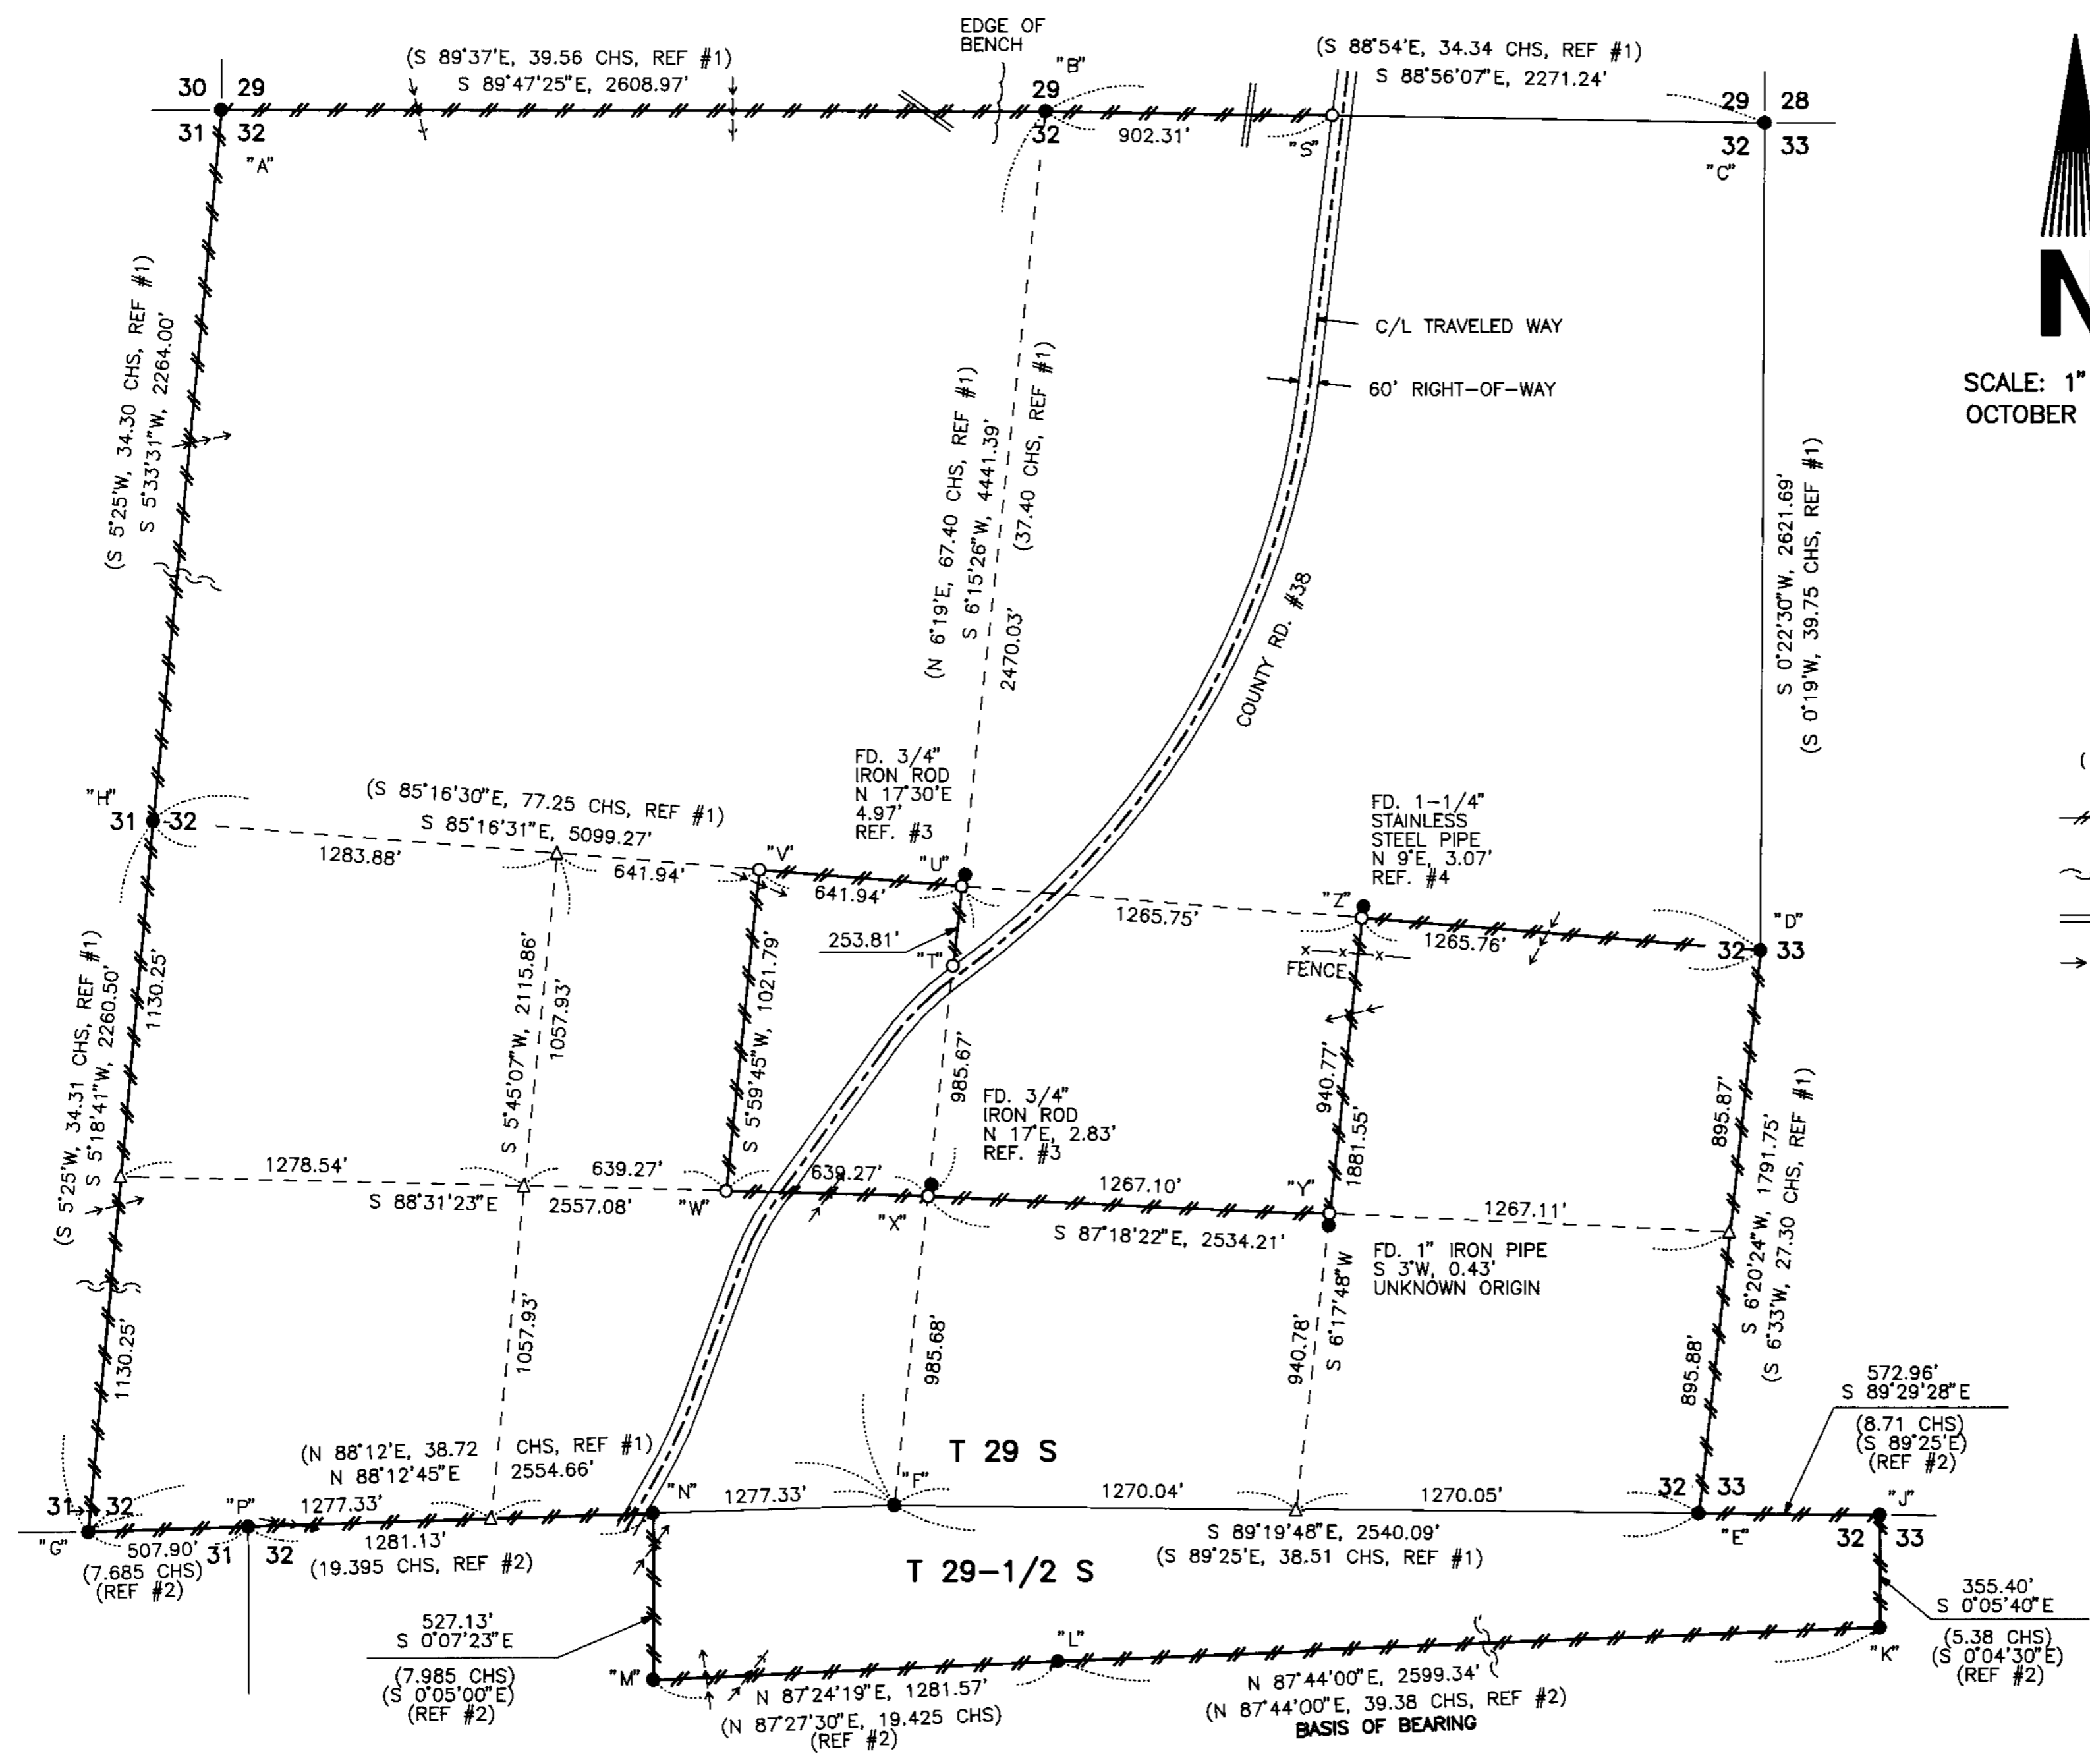 EDGE OF
BENCH
(S 89°37'E, 39.56 CHS, REF #1)
S 89°47'25"E, 2608.97'
(S 88°54'E, 34.34 CHS, REF #1)
S 88°56'07"E, 2271.24'
30 29
31 32
"A"
"B"
29
32
902.31'
"S"
29 28
32 33
"C"
N
SCALE: 1"
OCTOBER
(S 5°25'W, 34.30 CHS, REF #1)
S 5°33'31"W, 2264.00'
(N 6°19'E, 67.40 CHS, REF #1)
S 6°15'26"W, 4441.39'
(37.40 CHS, REF #1)
2470.03'
C/L TRAVELED WAY
60' RIGHT-OF-WAY
COUNTY RD. #38
S 0°22'30"W, 2621.69'
(S 0°19'W, 39.75 CHS, REF #1)
(
"H"
31 32
(S 85°16'30"E, 77.25 CHS, REF #1)
S 85°16'31"E, 5099.27'
1283.88'
641.94'
"V"
641.94'
FD. 3/4"
IRON ROD
N 17°30'E
4.97'
REF. #3
"U"
1265.75'
FD. 1-1/4"
STAINLESS
STEEL PIPE
N 9°E, 3.07'
REF. #4
"Z"
1265.76'
"D"
32 33
253.81'
"T"
x x x
FENCE
(S 5°25'W, 34.31 CHS, REF #1)
S 5°18'41"W, 2260.50'
1130.25'
S 5°45'07"W, 2115.86'
1057.93'
S 5°59'45"W, 1021.79'
985.67'
940.77'
1881.55'
895.87'
FD. 3/4"
IRON ROD
N 17°E, 2.83'
REF. #3
1278.54'
639.27'
639.27'
S 88°31'23"E
2557.08'
"W"
"X"
1267.10'
"Y"
S 87°18'22"E, 2534.21'
1267.11'
FD. 1" IRON PIPE
S 3°W, 0.43'
UNKNOWN ORIGIN
S 6°20'24"W, 1791.75'
(S 6°33'W, 27.30 CHS, REF #1)
1130.25'
1057.93'
985.68'
940.78'
S 6°17'48"W
895.88'
572.96'
S 89°29'28"E
(8.71 CHS)
(S 89°25'E)
(REF #2)
(N 88°12'E, 38.72 CHS, REF #1)
N 88°12'45"E 2554.66'
T 29 S
31 32
"P"
1277.33'
"N"
1277.33'
"F"
1270.04'
1270.05'
32 33
"J"
"G"
507.90'
31 32
1281.13'
S 89°19'48"E, 2540.09'
"E"
32 33
(7.685 CHS)
(REF #2)
(19.395 CHS, REF #2)
(S 89°25'E, 38.51 CHS, REF #1)
T 29-1/2 S
527.13'
S 0°07'23"E
(7.985 CHS)
(S 0°05'00"E)
(REF #2)
"M"
"L"
"K"
355.40'
S 0°05'40"E
(5.38 CHS)
(S 0°04'30"E)
(REF #2)
N 87°24'19"E, 1281.57'
(N 87°27'30"E, 19.425 CHS)
(REF #2)
N 87°44'00"E, 2599.34'
(N 87°44'00"E, 39.38 CHS, REF #2)
BASIS OF BEARING